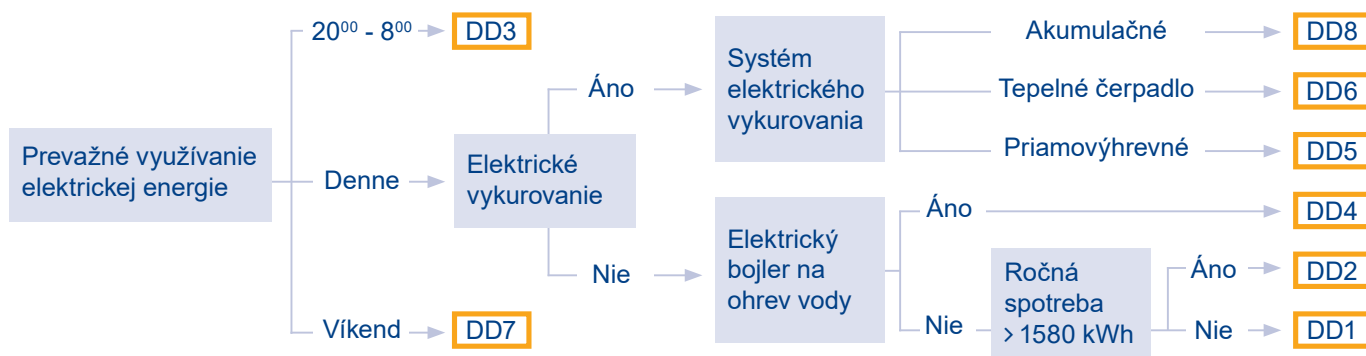 Prevažné využívanie
elektrickej energie
20⁰⁰ - 8⁰⁰
DD3
Denne
Elektrické
vykurovanie
Áno
Systém
elektrického
vykurovania
Akumulačné
DD8
Tepelné čerpadlo
DD6
Priamovýhrevné
DD5
Nie
Elektrický
bojler na
ohrev vody
Áno
DD4
Nie
Ročná
spotreba
> 1580 kWh
Áno
DD2
Nie
DD1
Víkend
DD7